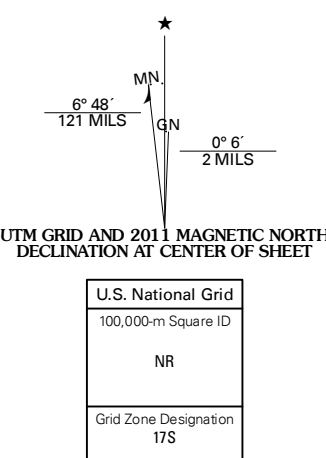 ★
MN
6° 48´
121 MILS
GN
0° 6´
2 MILS
UTM GRID AND 2011 MAGNETIC NORTH
DECLINATION AT CENTER OF SHEET
U.S. National Grid
100,000-m Square ID
NR
Grid Zone Designation
17S